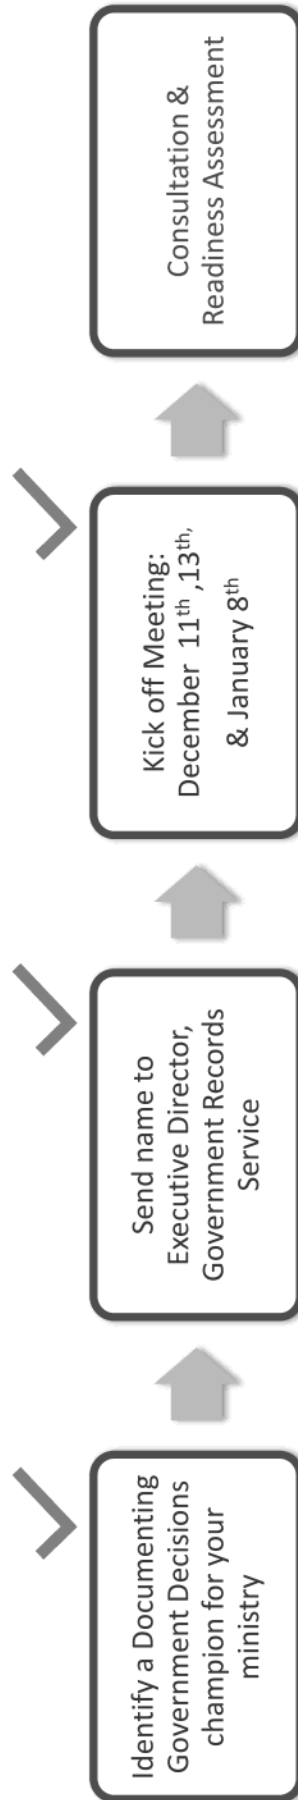 Identify a Documenting
Government Decisions
champion for your
ministry
Send name to
Executive Director,
Government Records
Service
Kick off Meeting:
December 11th ,13th,
& January 8th
Consultation &
Readiness Assessment